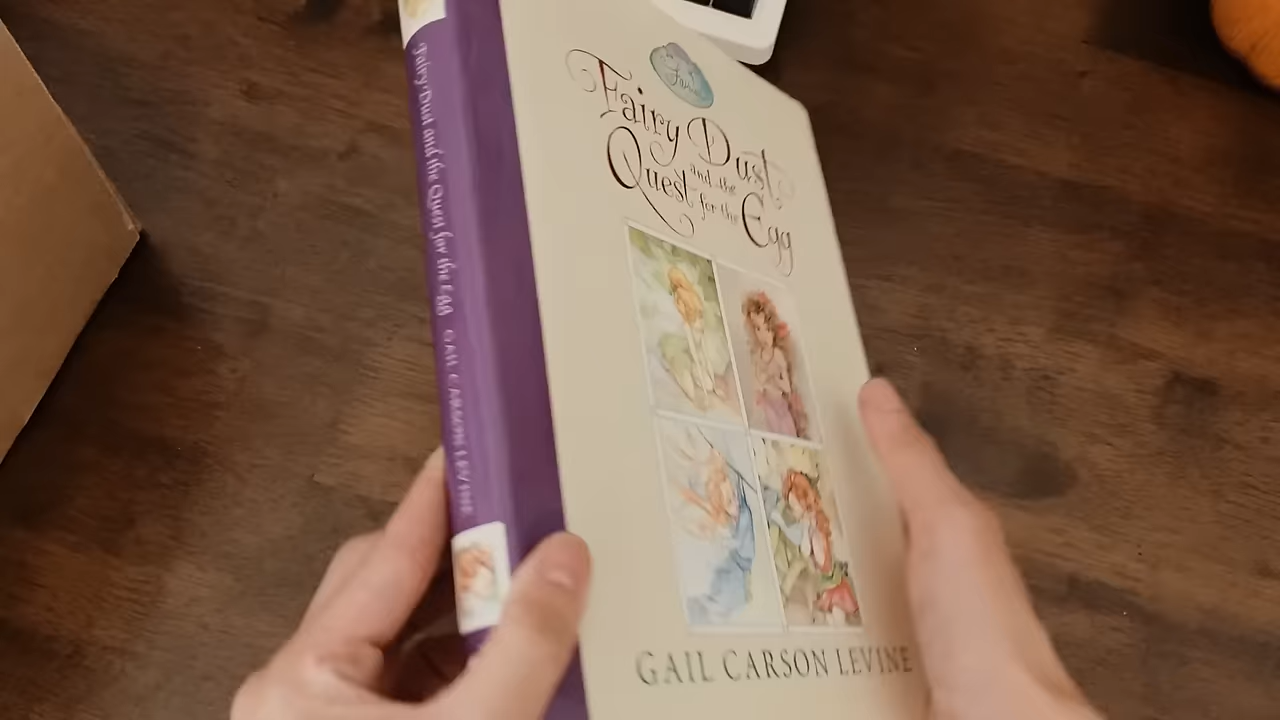 Fairy Dust and the Quest for the Egg GAIL CARSON LEVINE
Fairy Dust
and the
Quest for the Egg
GAIL CARSON LEVINE